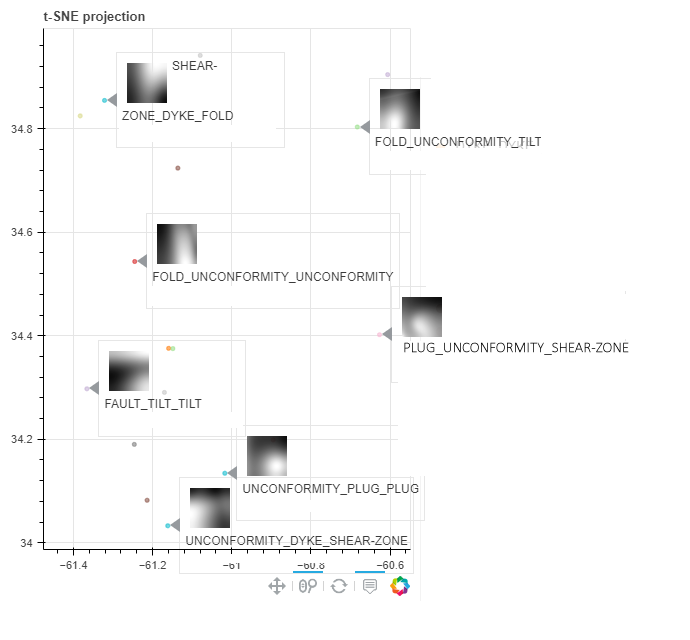 t-SNE projection
SHEAR-
ZONE_DYKE_FOLD
34.8
FOLD_UNCONFORMITY_TILT
34.6
FOLD_UNCONFORMITY_UNCONFORMITY
34.4
PLUG_UNCONFORMITY_SHEAR-ZONE
FAULT_TILT_TILT
34.2
UNCONFORMITY_PLUG_PLUG
UNCONFORMITY_DYKE_SHEAR-ZONE
34
−61.4 −61.2 −61 −60.8 −60.6